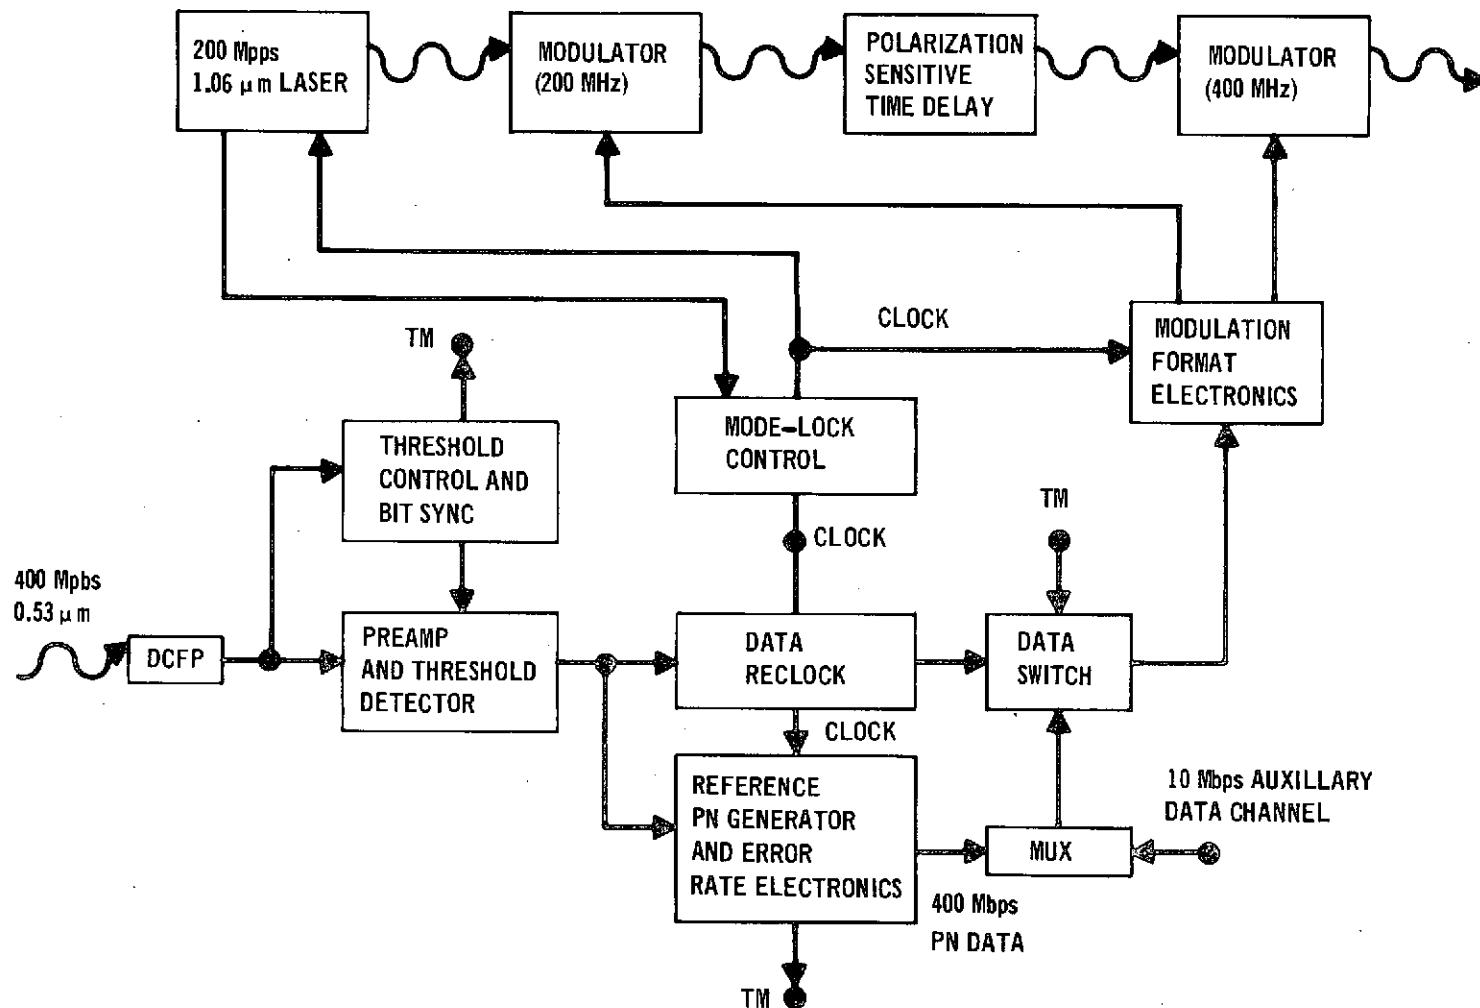 200 Mpps
1.06 μm LASER
MODULATOR
(200 MHz)
POLARIZATION
SENSITIVE
TIME DELAY
MODULATOR
(400 MHz)
TM
CLOCK
MODULATION
FORMAT
ELECTRONICS
THRESHOLD
CONTROL AND
BIT SYNC
MODE-LOCK
CONTROL
TM
CLOCK
400 Mpbs
0.53 μm
DCFP
PREAMP
AND THRESHOLD
DETECTOR
DATA
RECLOCK
DATA
SWITCH
CLOCK
REFERENCE
PN GENERATOR
AND ERROR
RATE ELECTRONICS
MUX
10 Mbps AUXILLARY
DATA CHANNEL
400 Mbps
PN DATA
TM